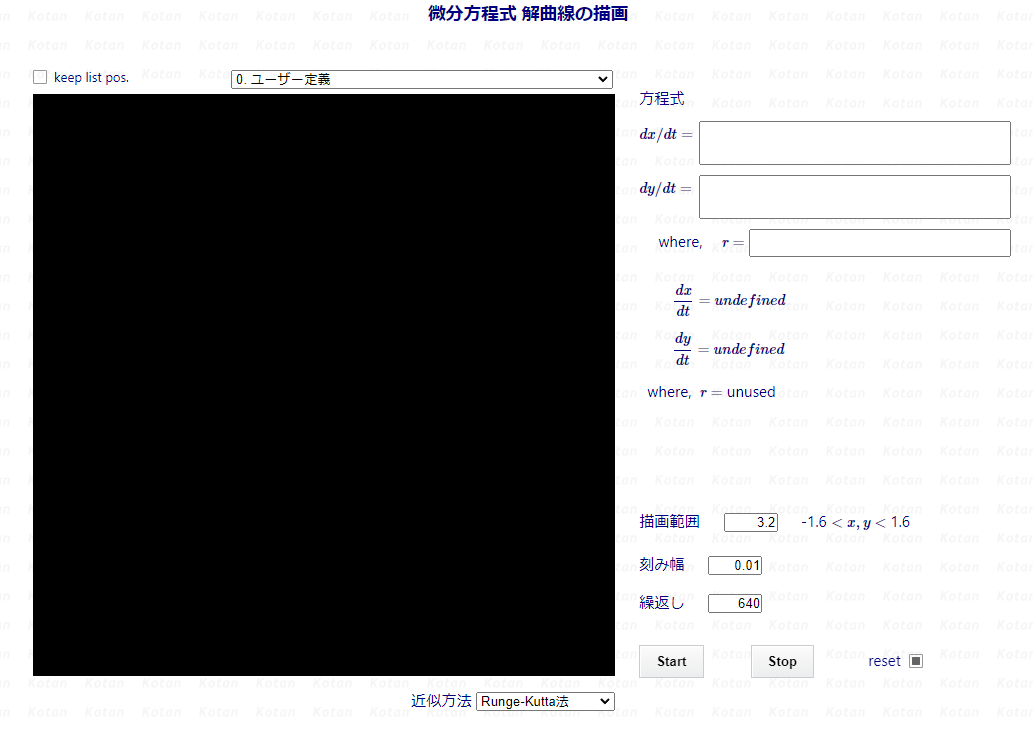 微分方程式 解曲線の描画
keep list pos.
0. ユーザー定義
方程式
dx/dt =
dy/dt =
where, r =
dx/dt = undefined
dy/dt = undefined
where, r = unused
描画範囲 3.2 -1.6 < x, y < 1.6
刻み幅 0.01
繰返し 640
Start Stop reset
近似方法 Runge-Kutta法
Kotan